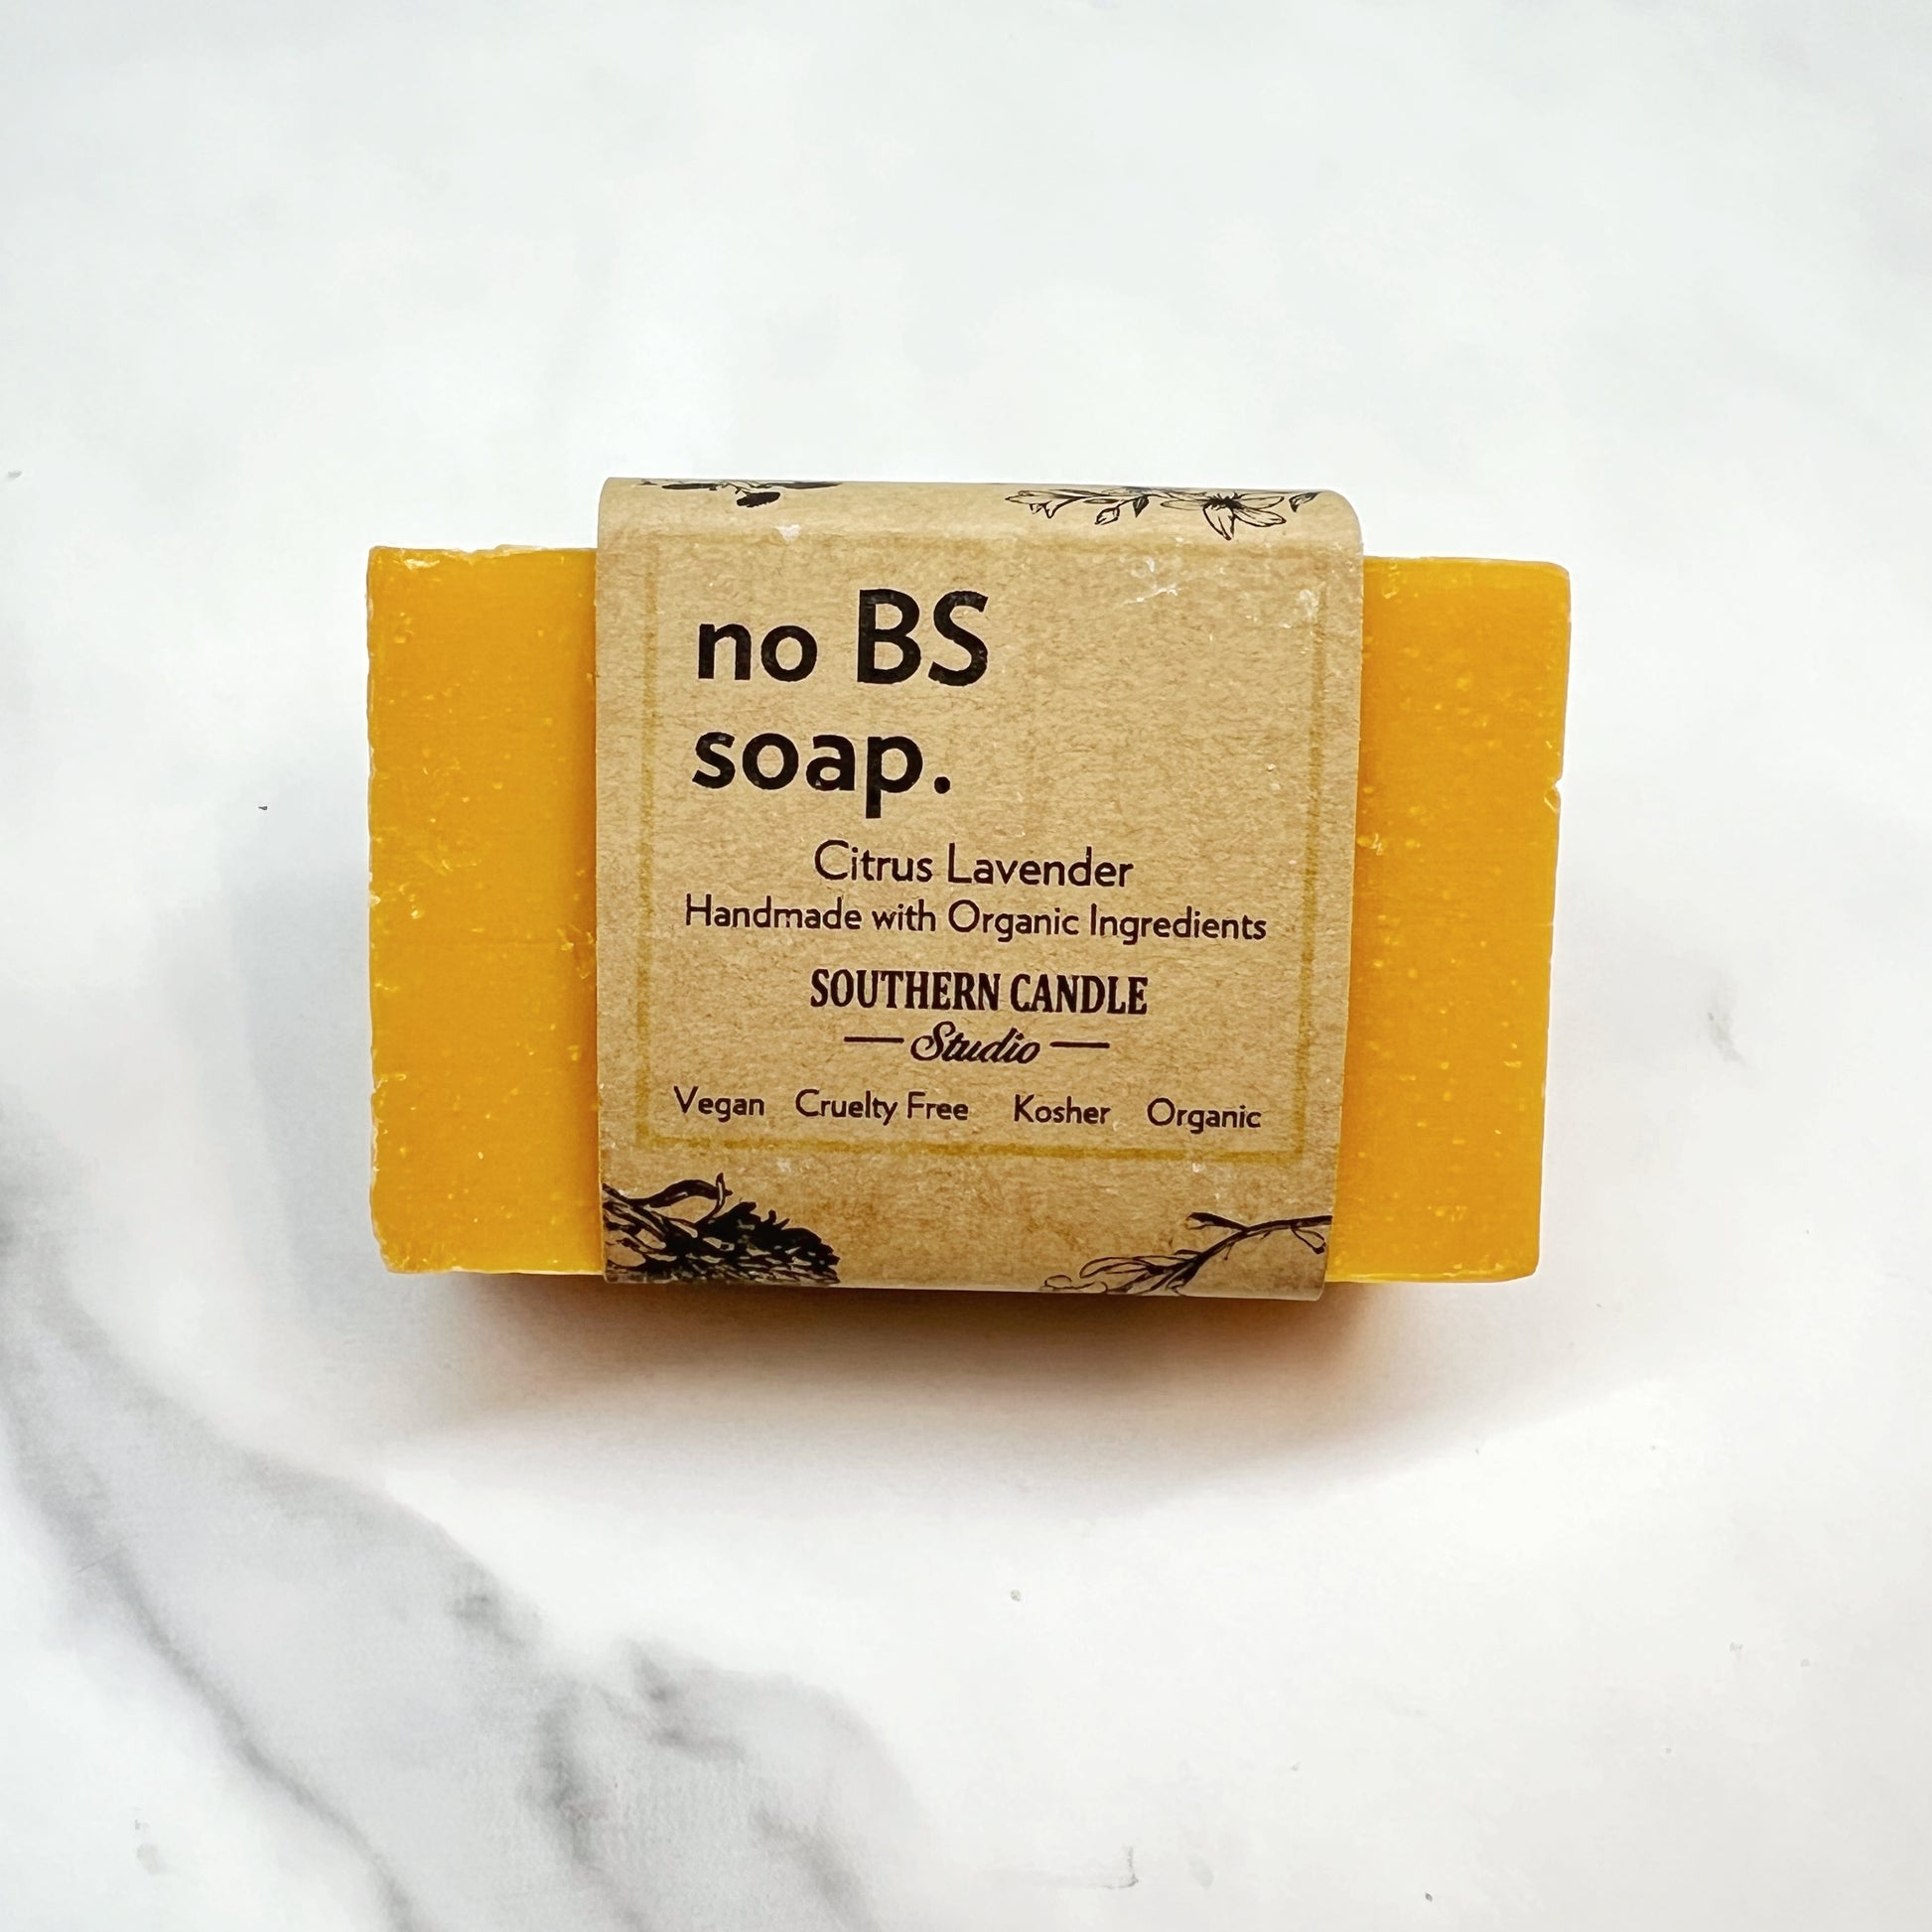 no BS
soap.
Citrus Lavender
Handmade with Organic Ingredients
SOUTHERN CANDLE
Studio
Vegan Cruelty Free Kosher Organic